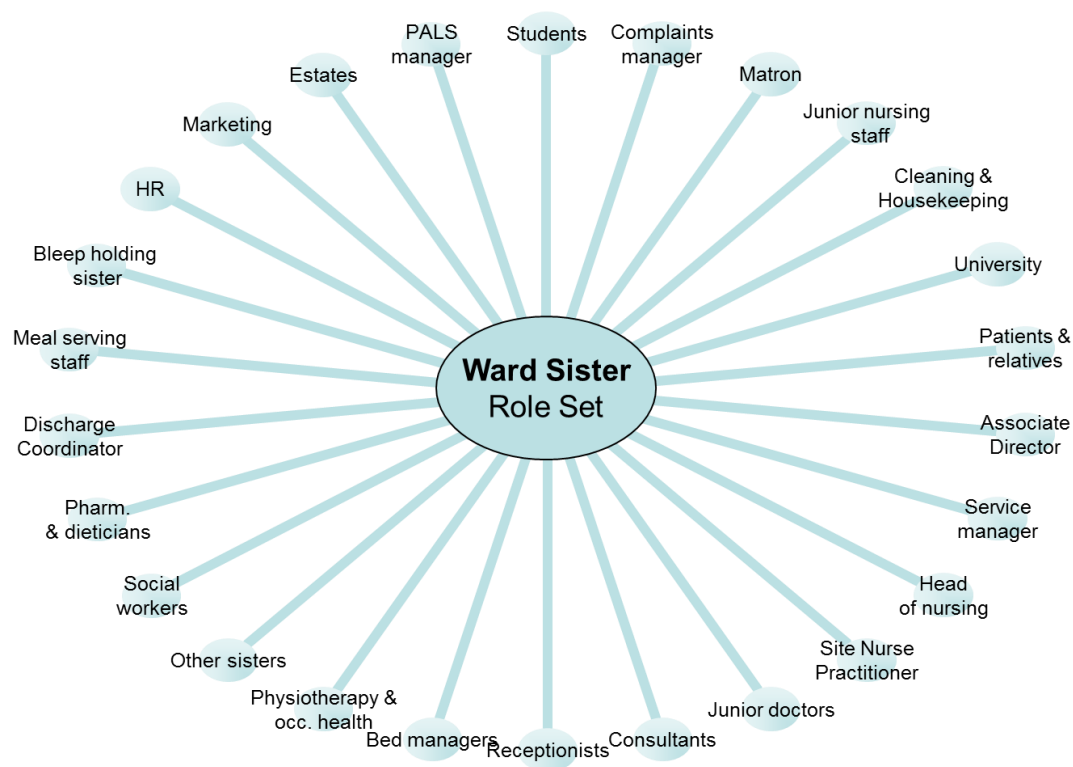 Students
Complaints
manager
Matron
Junior nursing
staff
Cleaning &
Housekeeping
University
Patients &
relatives
Associate
Director
Service
manager
Head
of nursing
Site Nurse
Practitioner
Junior doctors
Consultants
Receptionists
Bed managers
Physiotherapy &
occ. health
Other sisters
Social
workers
Pharm.
& dieticians
Discharge
Coordinator
Meal serving
staff
Bleep holding
sister
HR
Marketing
Estates
PALS
manager
Ward Sister
Role Set